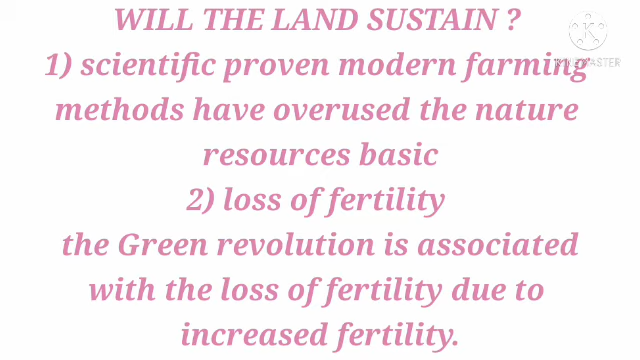 WILL THE LAND SUSTAIN ?
1) scientific proven modern farming
methods have overused the nature
resources basic
2) loss of fertility
the Green revolution is associated
with the loss of fertility due to
increased fertility.